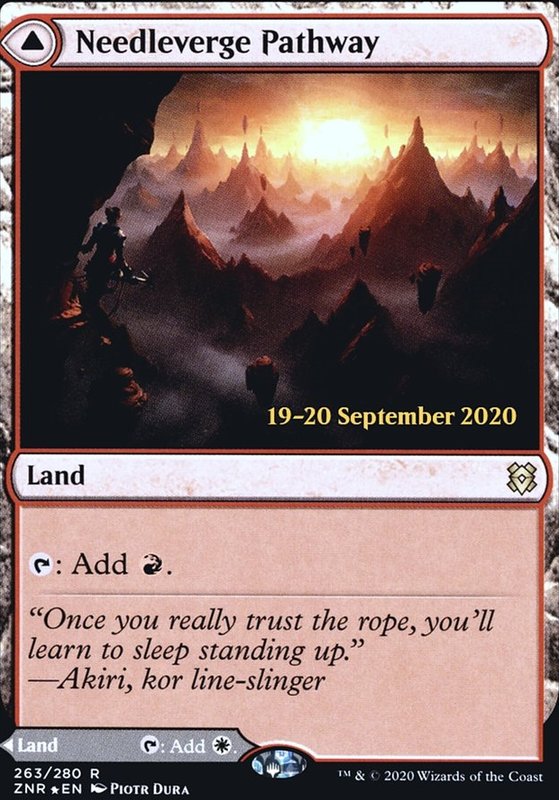 Needleverge Pathway
19–20 September 2020
Land
: Add .
“Once you really trust the rope, you’ll
learn to sleep standing up.”
—Akiri, kor line-slinger
Land : Add .
263/280 R
ZNR ★ EN Piotr Dura
™ & © 2020 Wizards of the Coast